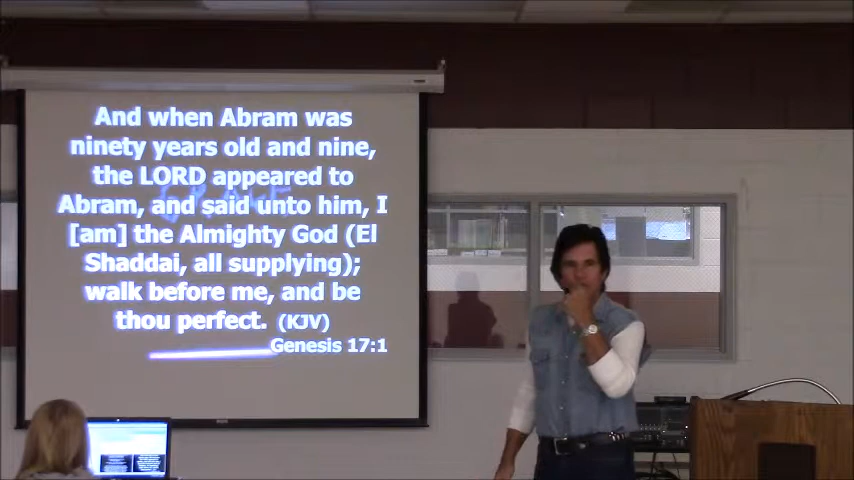 And when Abram was
ninety years old and nine,
the LORD appeared to
Abram, and said unto him, I
[am] the Almighty God (El
Shaddai, all supplying);
walk before me, and be
thou perfect. (KJV)
Genesis 17:1